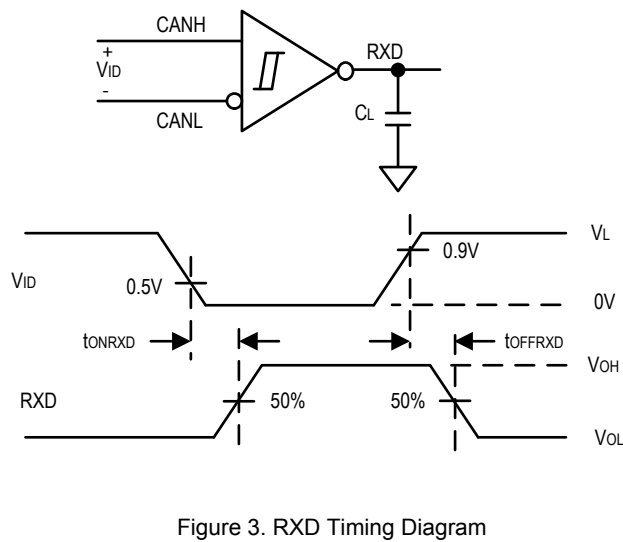 CANH
+
VID
-
CANL
RXD
CL
VL
VID
0.5V
0.9V
0V
tONRXD
tOFFRXD
VOH
RXD
50%
50%
VOL
Figure 3. RXD Timing Diagram